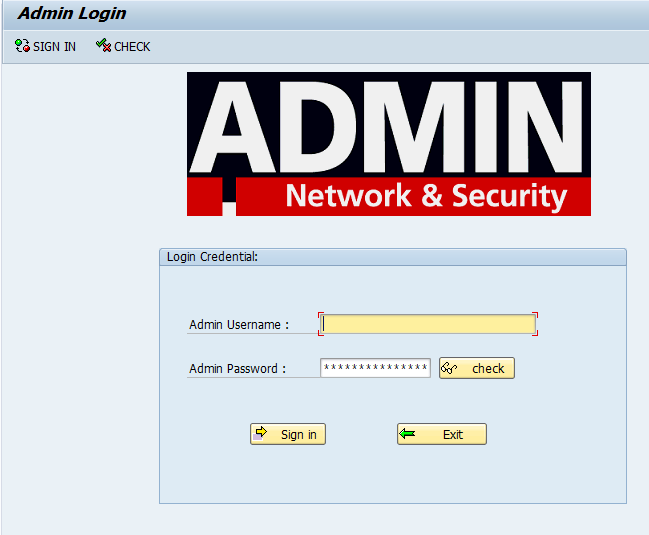 Admin Login
SIGN IN CHECK
ADMIN
Network & Security
Login Credential:
Admin Username :
Admin Password : *************** check
Sign in Exit